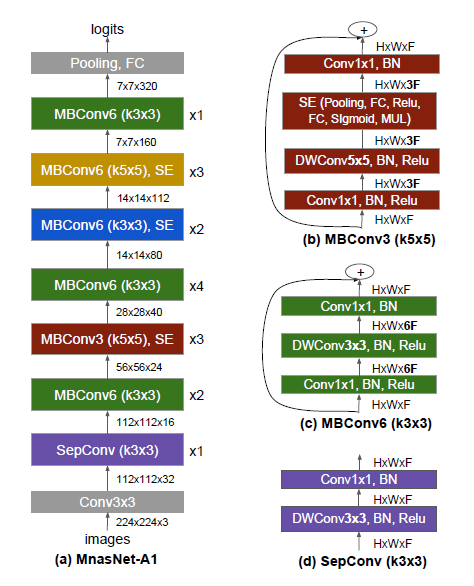 logits
Pooling, FC
7x7x320
MBConv6 (k3x3)
x1
7x7x160
MBConv6 (k5x5), SE
x3
14x14x112
MBConv6 (k3x3), SE
x2
14x14x80
MBConv6 (k3x3)
x4
28x28x40
MBConv3 (k5x5), SE
x3
56x56x24
MBConv6 (k3x3)
x2
112x112x16
SepConv (k3x3)
x1
112x112x32
Conv3x3
224x224x3
images
(a) MnasNet-A1
+
HxWxF
Conv1x1, BN
HxWx3F
SE (Pooling, FC, Relu,
FC, SIgmoid, MUL)
HxWx3F
DWConv5x5, BN, Relu
HxWx3F
Conv1x1, BN, Relu
HxWxF
(b) MBConv3 (k5x5)
+
HxWxF
Conv1x1, BN
HxWx6F
DWConv3x3, BN, Relu
HxWx6F
Conv1x1, BN, Relu
HxWxF
(c) MBConv6 (k3x3)
HxWxF
Conv1x1, BN
HxWxF
DWConv3x3, BN, Relu
HxWxF
(d) SepConv (k3x3)